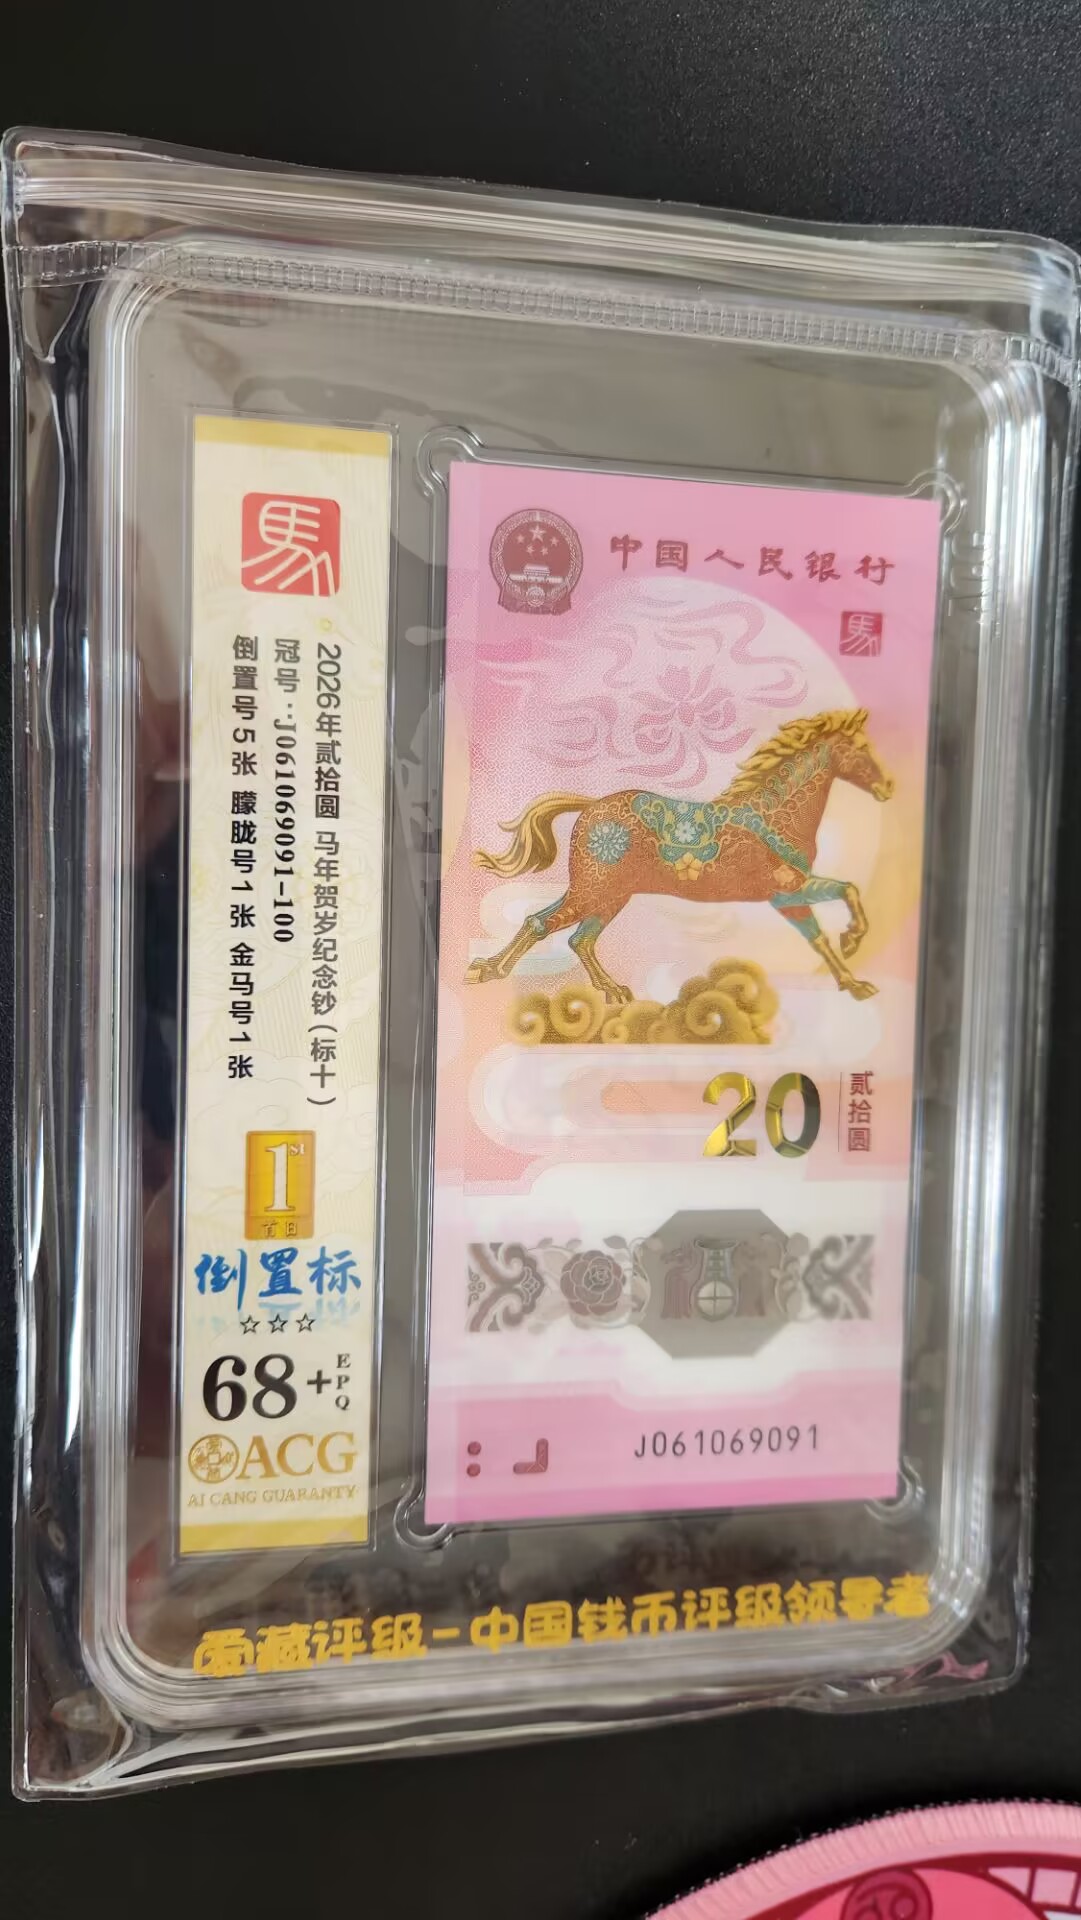 馬
2026年贰拾圆 马年贺岁纪念钞(标十)
冠号:J061069091-100
倒置号5张 朦胧号1张 金马号1张
1st
首日
倒置标
☆☆☆
68+
EPQ
ACG
AI CANG GUARANTY
中国人民银行
馬
20
贰拾圆
J061069091
爱藏评级-中国钱币评级领导者